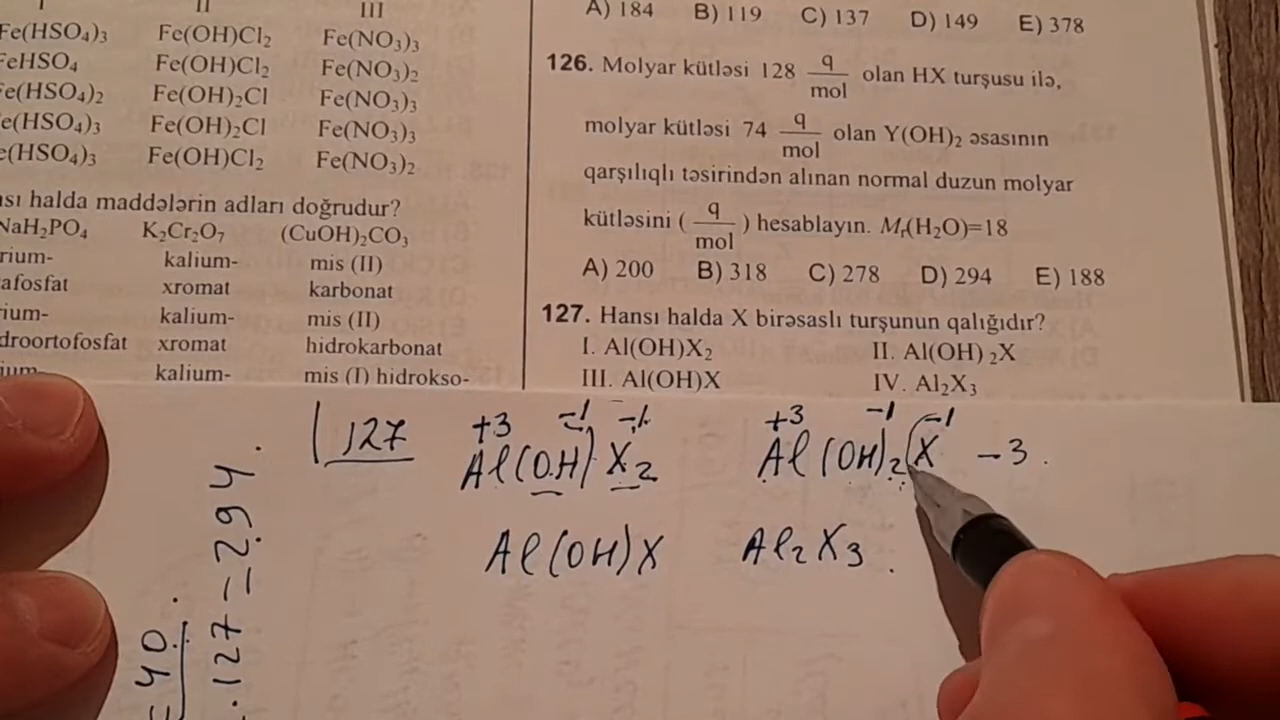 II III
Fe(HSO₄)₃ Fe(OH)Cl₂ Fe(NO₃)₃
FeHSO₄ Fe(OH)Cl₂ Fe(NO₃)₂
Fe(HSO₄)₂ Fe(OH)₂Cl Fe(NO₃)₃
Fe(HSO₄)₃ Fe(OH)₂Cl Fe(NO₃)₃
e(HSO₄)₃ Fe(OH)Cl₂ Fe(NO₃)₂
halda maddələrin adları doğrudur?
NaH₂PO₄ K₂Cr₂O₇ (CuOH)₂CO₃
rium- kalium- mis (II)
afosfat xromat karbonat
ium- kalium- mis (II)
droortofosfat xromat hidrokarbonat
kalium- mis (I) hidrokso-
A) 184 B) 119 C) 137 D) 149 E) 378
126. Molyar kütləsi 128 q/mol olan HX turşusu ilə,
molyar kütləsi 74 q/mol olan Y(OH)₂ əsasının
qarşılıqlı təsirindən alınan normal duzun molyar
kütləsini ( q/mol ) hesablayın. Mᵣ(H₂O)=18
A) 200 B) 318 C) 278 D) 294 E) 188
127. Hansı halda X birəsaslı turşunun qalığıdır?
I. Al(OH)X₂ II. Al(OH) ₂X
III. Al(OH)X IV. Al₂X₃
127 +3 -1 -1 +3 -1 -1
Al(OH) X₂ Al(OH)₂X -3.
Al(OH)X Al₂X₃.
=40.
.127=294.